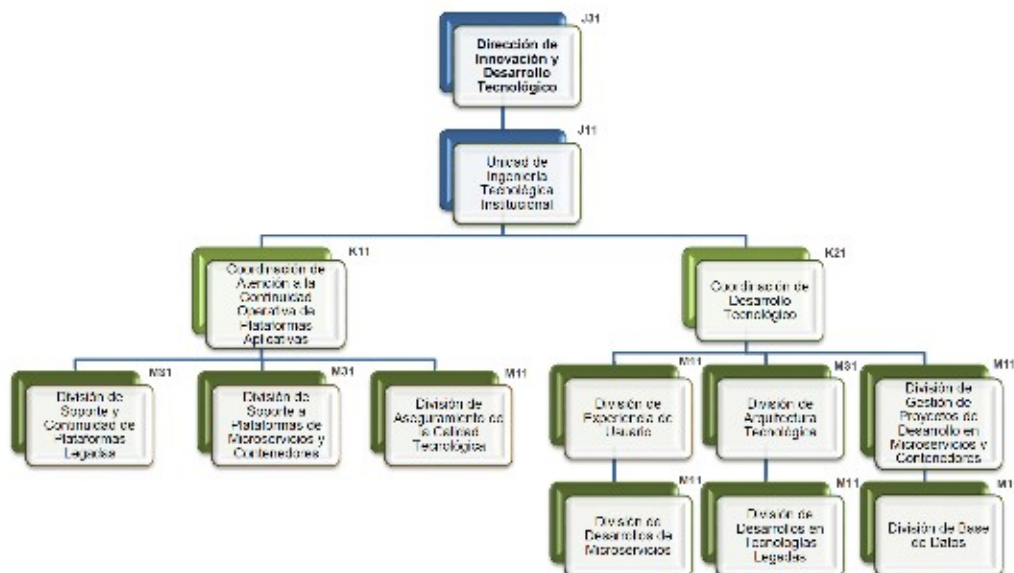 J31
Dirección de
Innovación y
Desarrollo
Tecnológico
J11
Unidad de
Ingeniería
Tecnológica
Institucional
K11
Coordinación de
Atención a la
Continuidad
Operativa de
Plataformas
Aplicativas
K21
Coordinación de
Desarrollo
Tecnológico
M31
División de
Soporte y
Continuidad de
Plataformas
Legadas
M31
División de
Soporte a
Plataformas de
Microservicios y
Contenedores
M11
División de
Aseguramiento de
la Calidad
Tecnológica
M11
División de
Experiencia de
Usuario
M31
División de
Arquitectura
Tecnológica
M11
División de
Gestión de
Proyectos de
Desarrollo en
Microservicios y
Contenedores
M11
División de
Desarrollos de
Microservicios
M11
División de
Desarrollos en
Tecnologías
Legadas
M1
División de Base
de Datos